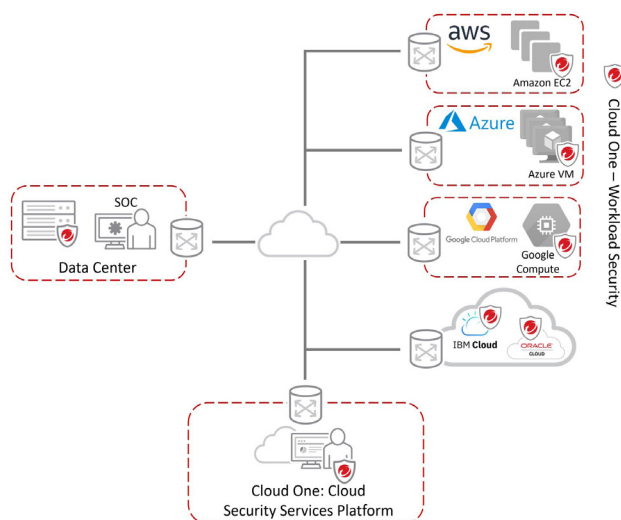 aws
Amazon EC2
Azure
Azure VM
SOC
Data Center
Google Cloud Platform
Google
Compute
IBM Cloud
ORACLE
CLOUD
Cloud One: Cloud
Security Services Platform
Cloud One – Workload Security